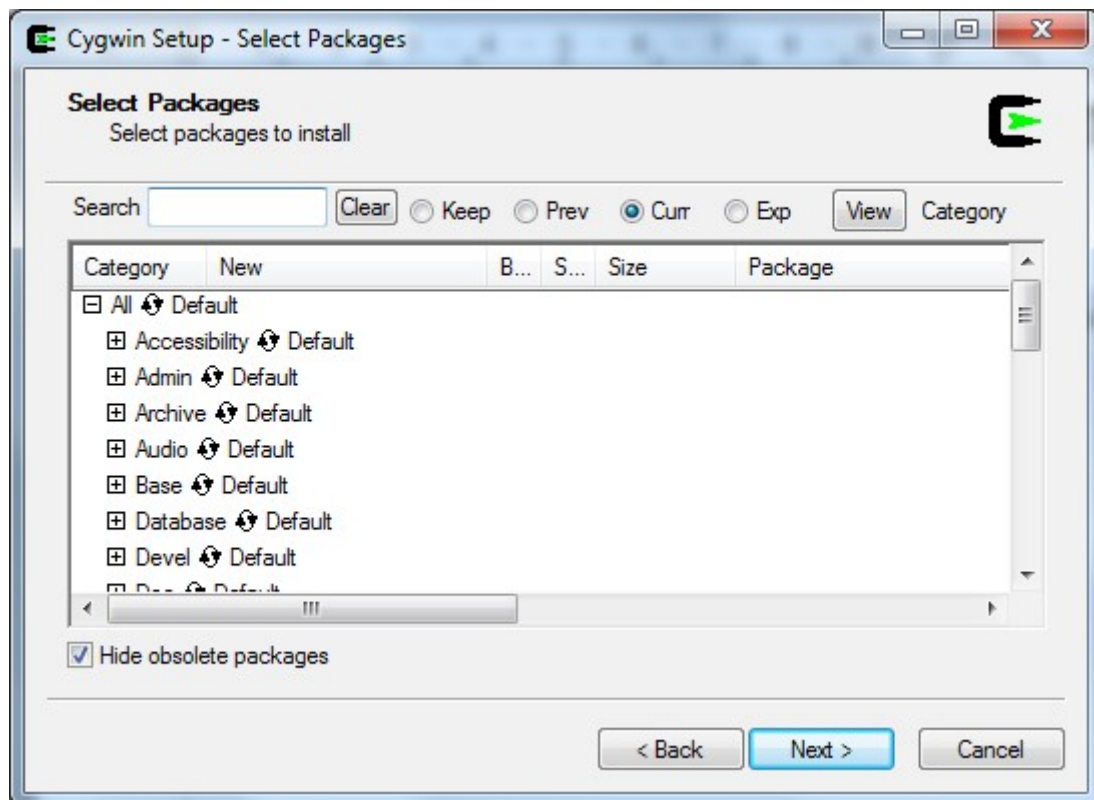 Cygwin Setup - Select Packages
Select Packages
Select packages to install
Search Clear Keep Prev Curr Exp View Category
Category New B... S... Size Package
All Default
Accessibility Default
Admin Default
Archive Default
Audio Default
Base Default
Database Default
Devel Default
Hide obsolete packages
< Back Next > Cancel